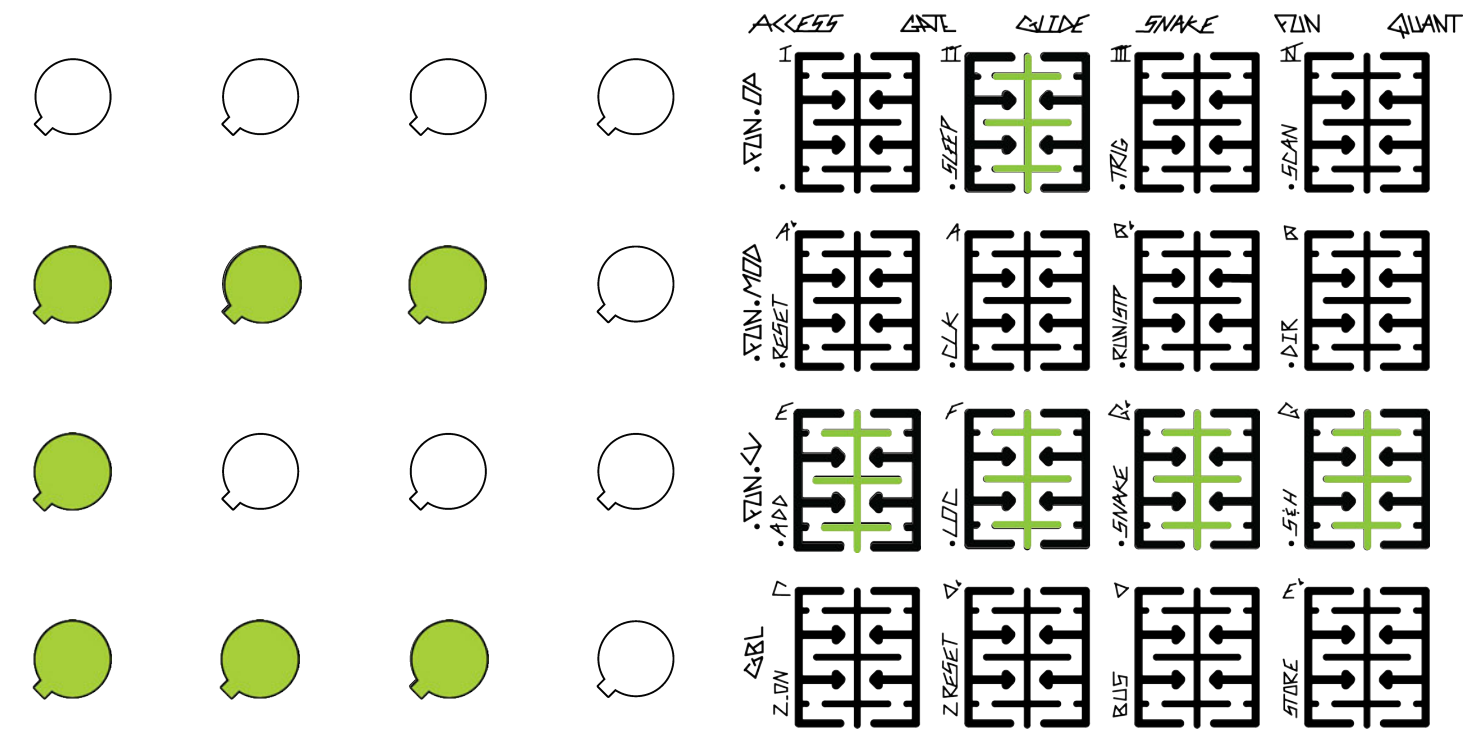 ACCESS GATE GLIDE SNAKE FUN QUANT
I II III IV
.FUN.OP . .SLEEP .TRIG .SCAN
A' A B' B
.FUN.MOD .RESET .CLK .RUN/STP .DIR
E F G' G
.FUN.CV .ADD .LOC .SNAKE .S&H
C D' D E'
GBL Z_ON Z RESET BUS STORE